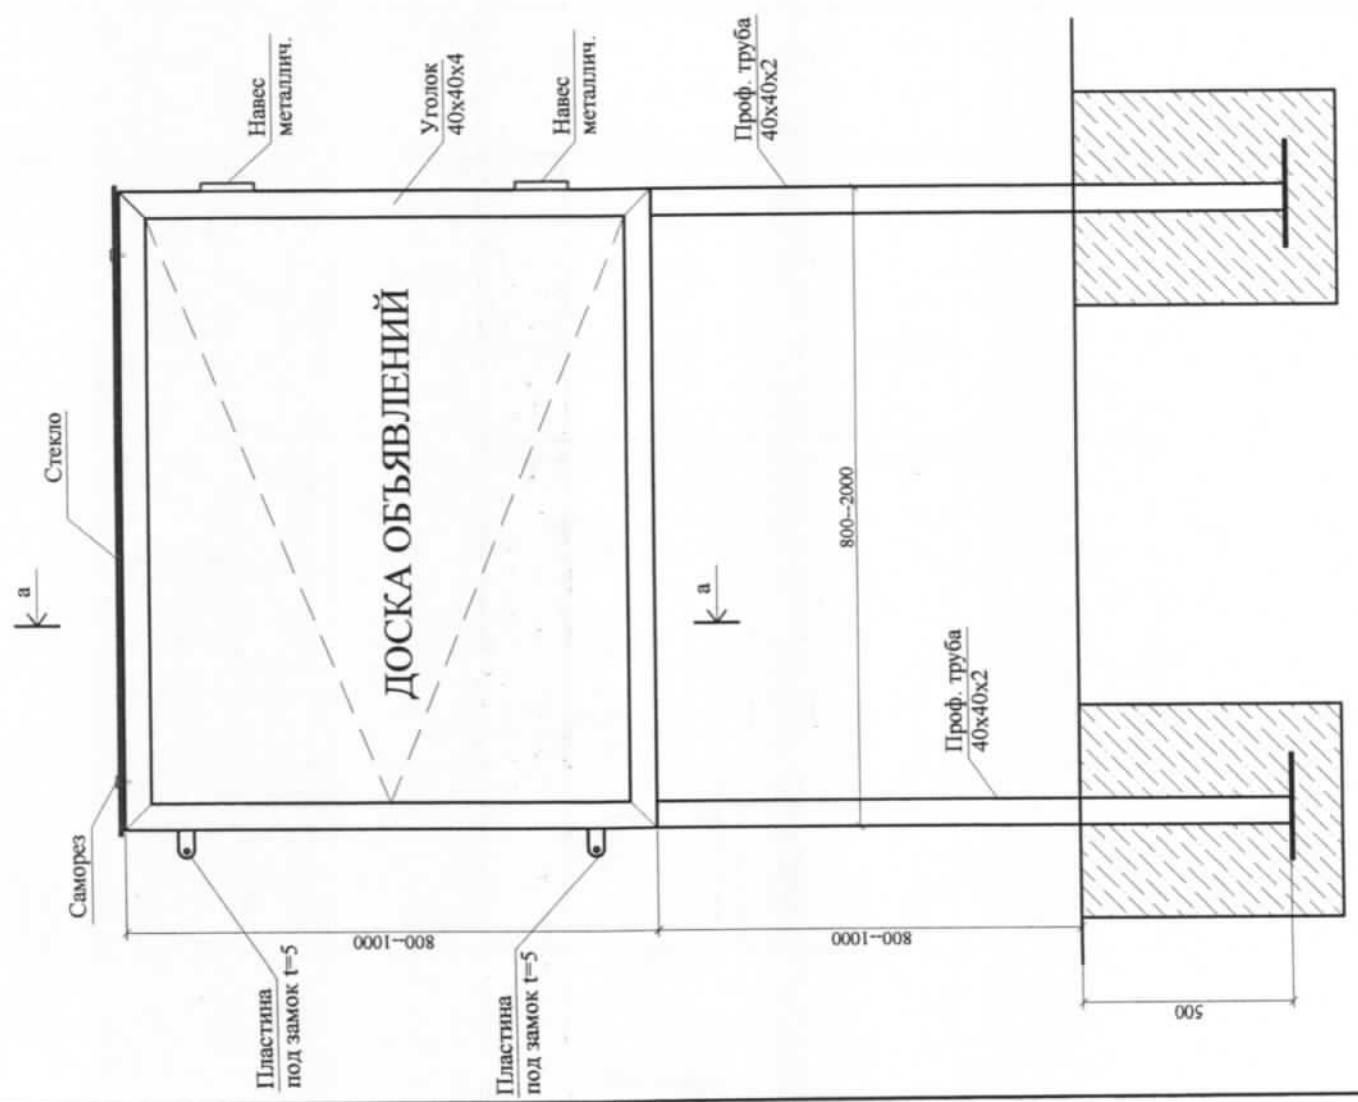 Стекло
Саморез
а
Навес
металлич.
Уголок
40х40х4
Навес
металлич.
ДОСКА ОБЪЯВЛЕНИЙ
Пластина
под замок t=5
Пластина
под замок t=5
800--1000
а
Проф. труба
40х40х2
800--2000
Проф. труба
40х40х2
800--1000
500